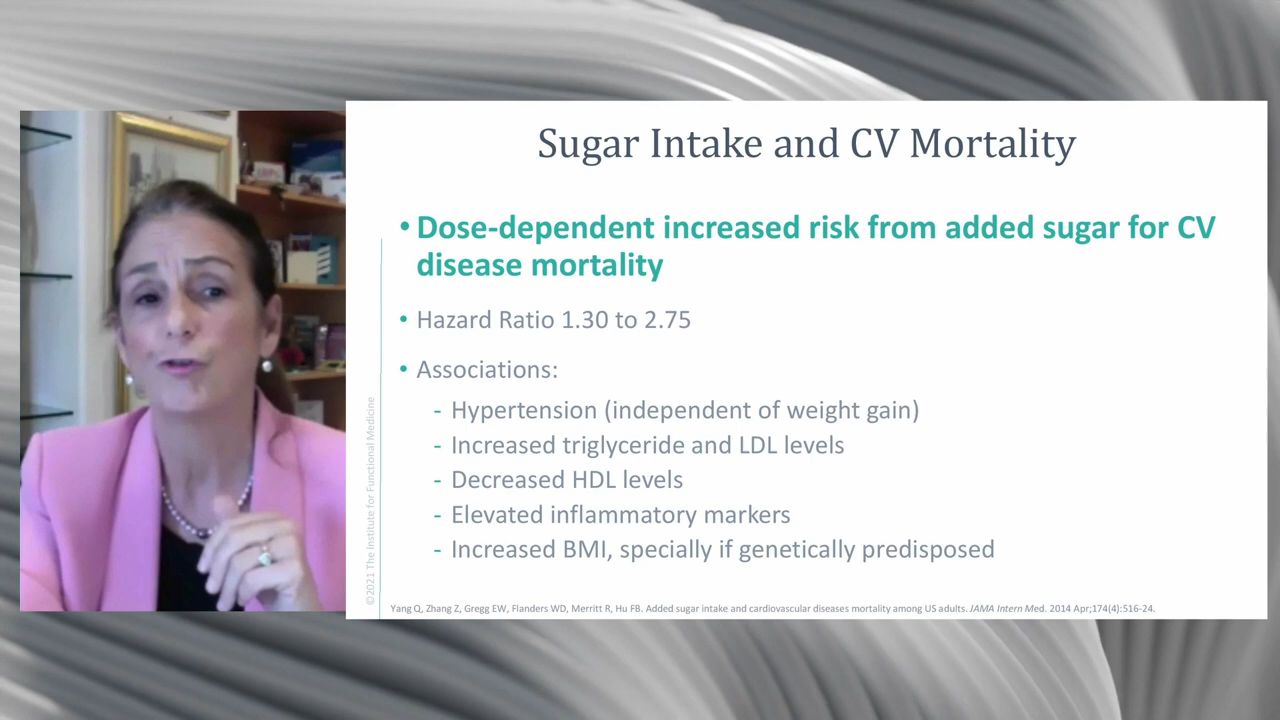 Sugar Intake and CV Mortality
• Dose-dependent increased risk from added sugar for CV
disease mortality
• Hazard Ratio 1.30 to 2.75
• Associations:
- Hypertension (independent of weight gain)
- Increased triglyceride and LDL levels
- Decreased HDL levels
- Elevated inflammatory markers
- Increased BMI, specially if genetically predisposed
©2021 The Institute for Functional Medicine
Yang Q, Zhang Z, Gregg EW, Flanders WD, Merritt R, Hu FB. Added sugar intake and cardiovascular diseases mortality among US adults. JAMA Intern Med. 2014 Apr;174(4):516-24.